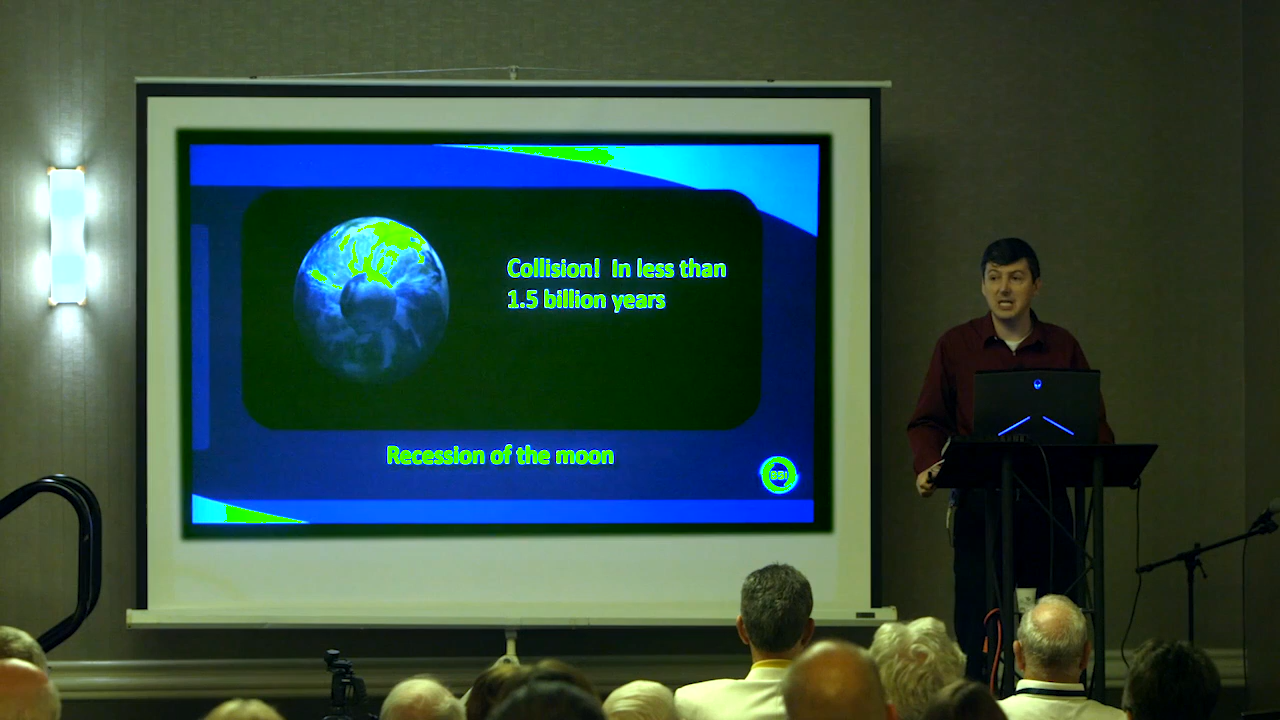 Collision!  In less than
1.5 billion years
Recession of the moon